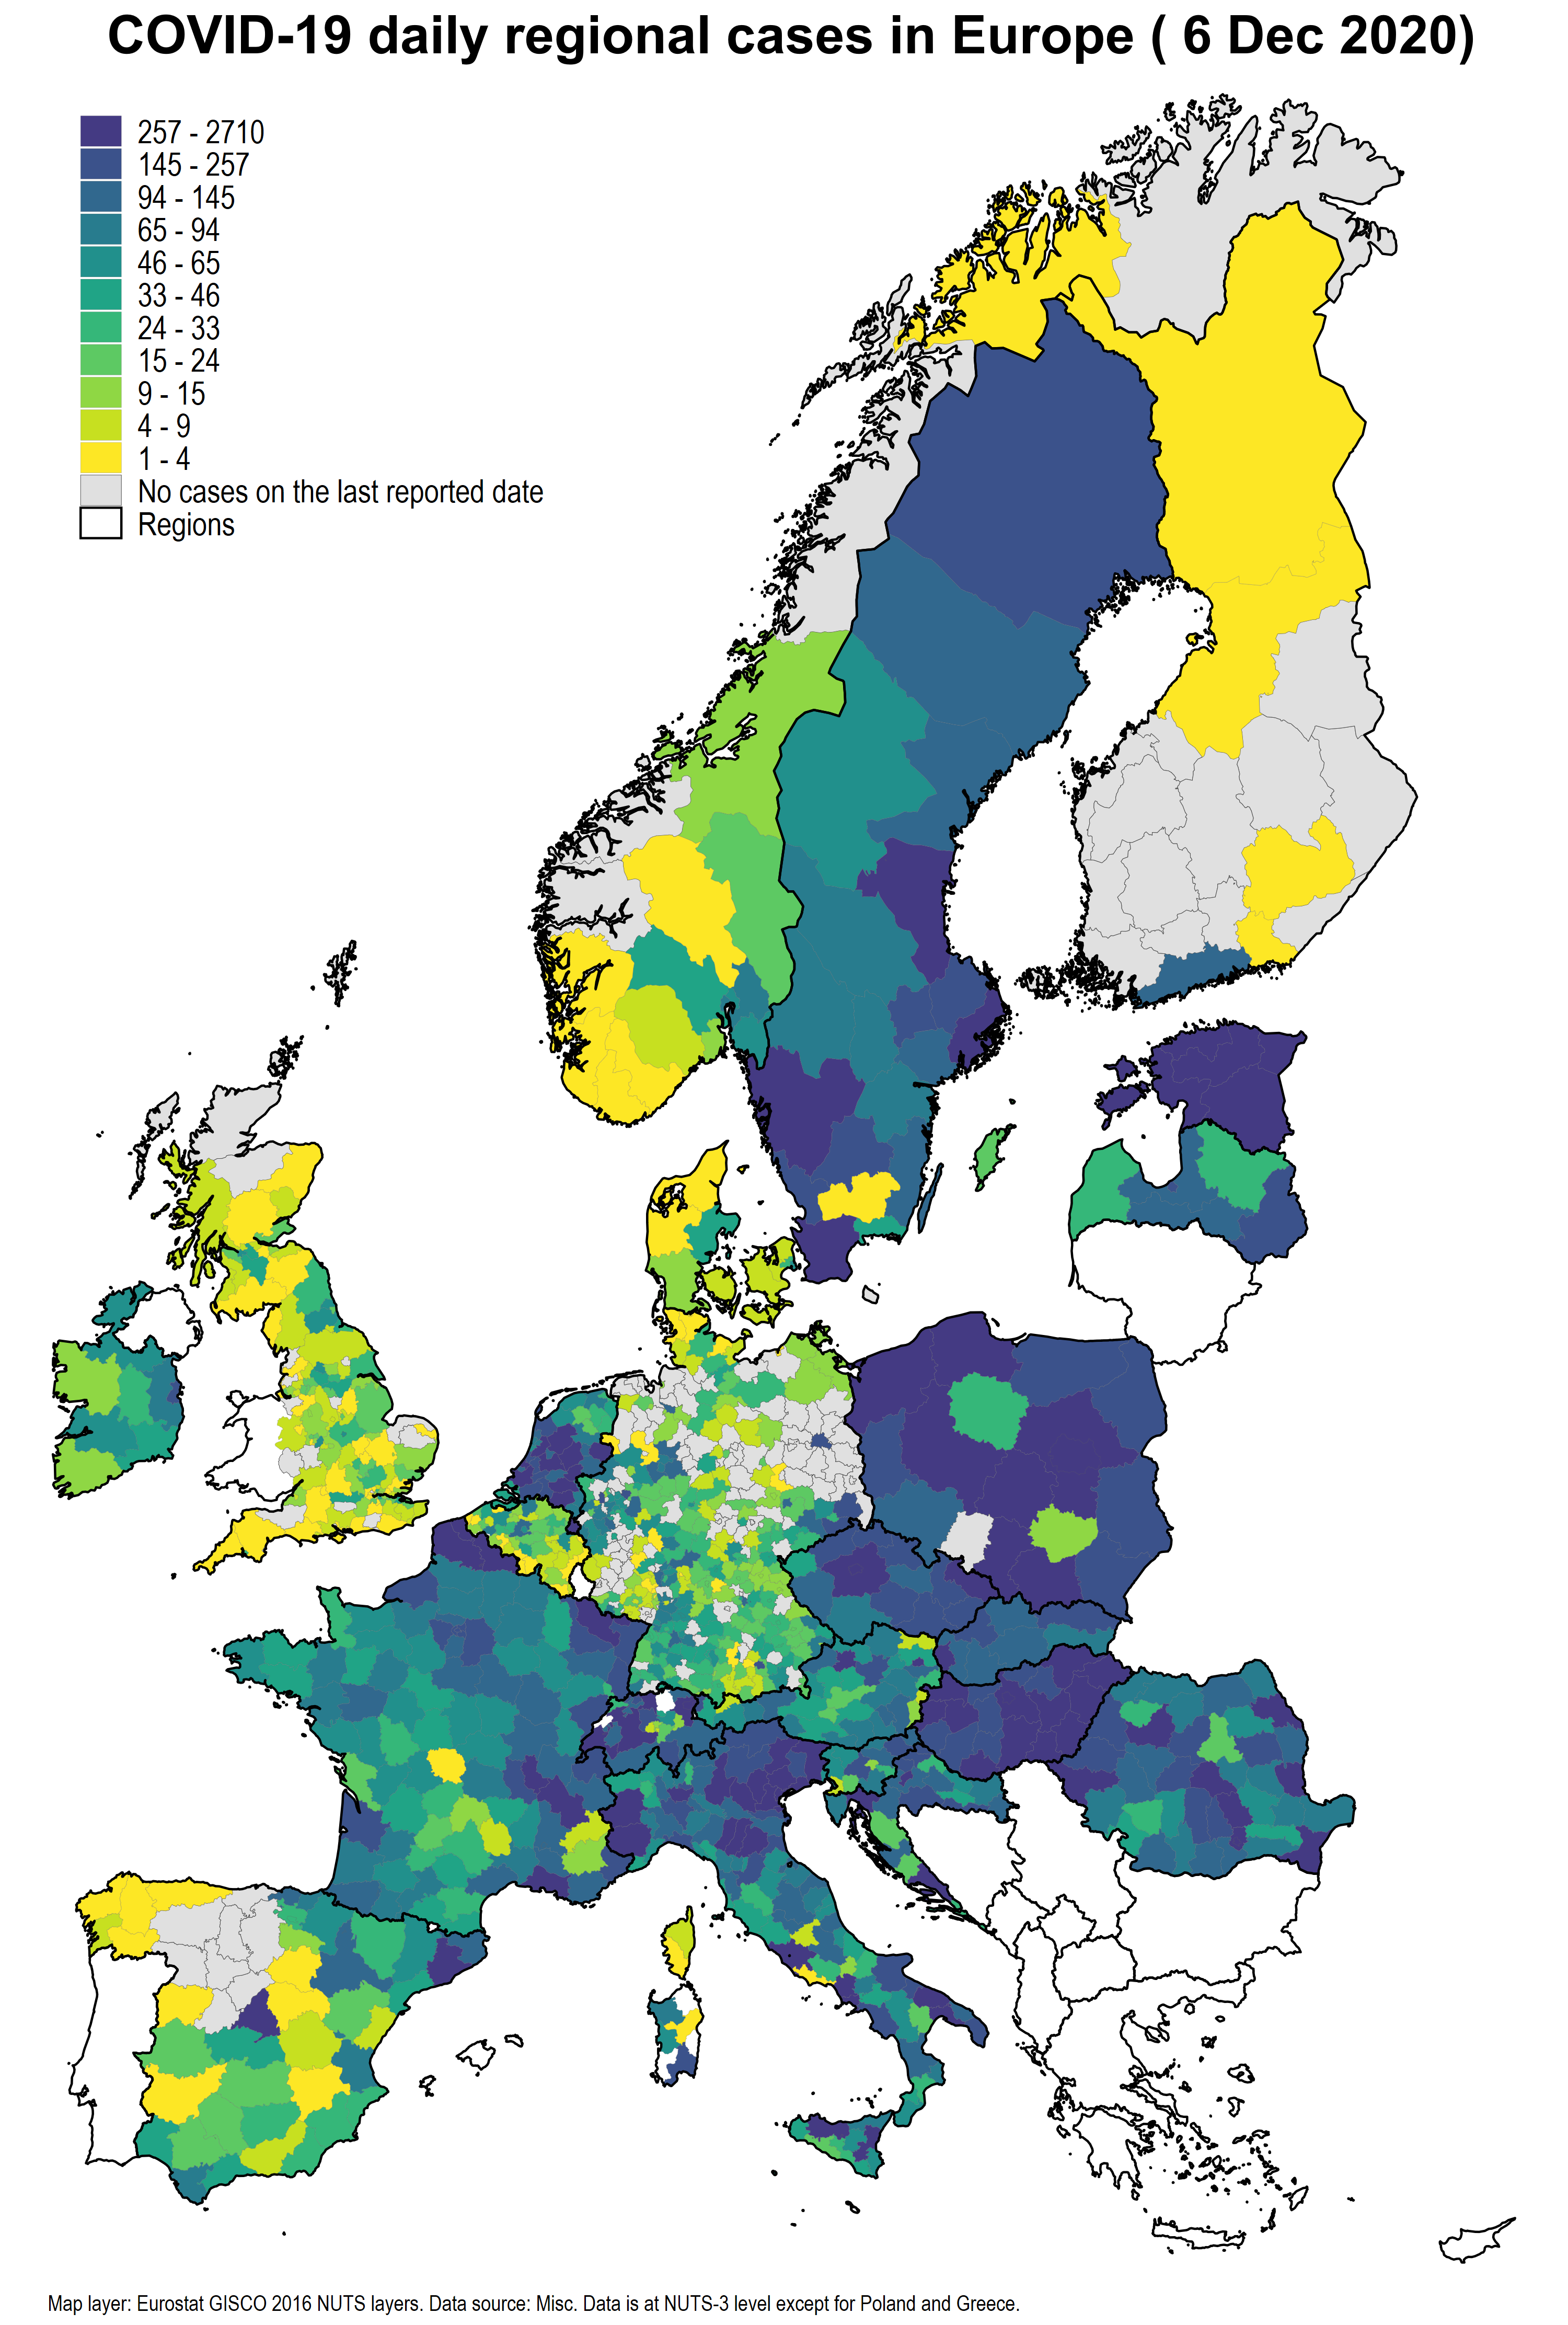 COVID-19 daily regional cases in Europe ( 6 Dec 2020)
257 - 2710
145 - 257
94 - 145
65 - 94
46 - 65
33 - 46
24 - 33
15 - 24
9 - 15
4 - 9
1 - 4
No cases on the last reported date
Regions
Map layer: Eurostat GISCO 2016 NUTS layers. Data source: Misc. Data is at NUTS-3 level except for Poland and Greece.